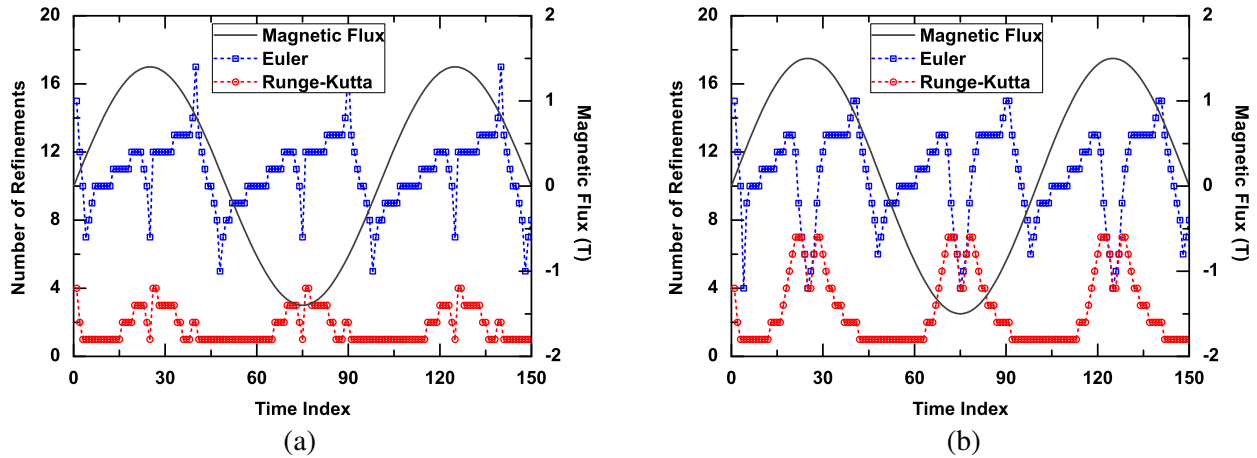 20
16
12
8
4
0
Number of Refinements
0
30
60
90
120
150
Time Index
2
1
0
-1
-2
Magnetic Flux (T)
Magnetic Flux
Euler
Runge-Kutta
(a)
20
16
12
8
4
0
Number of Refinements
0
30
60
90
120
150
Time Index
2
1
0
-1
-2
Magnetic Flux (T)
Magnetic Flux
Euler
Runge-Kutta
(b)